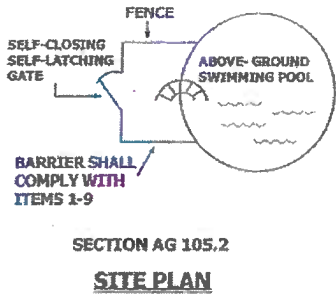 FENCE
SELF-CLOSING
SELF-LATCHING
GATE
ABOVE-GROUND
SWIMMING POOL
BARRIER SHALL
COMPLY WITH
ITEMS 1-9
SECTION AG 105.2
SITE PLAN